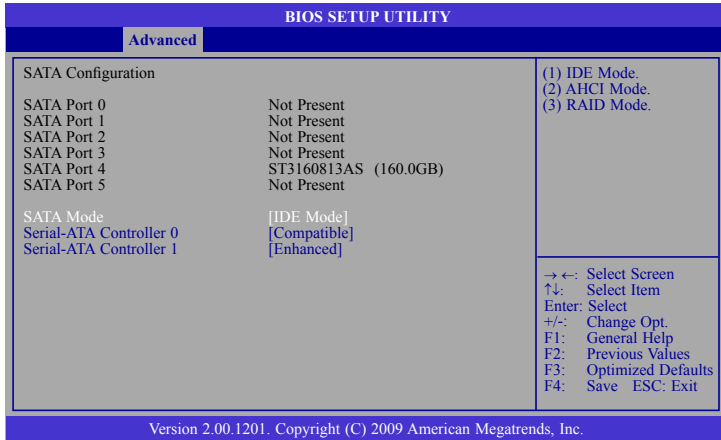 BIOS SETUP UTILITY
Advanced
SATA Configuration
SATA Port 0 Not Present
SATA Port 1 Not Present
SATA Port 2 Not Present
SATA Port 3 Not Present
SATA Port 4 ST3160813AS (160.0GB)
SATA Port 5 Not Present
SATA Mode [IDE Mode]
Serial-ATA Controller 0 [Compatible]
Serial-ATA Controller 1 [Enhanced]
(1) IDE Mode.
(2) AHCI Mode.
(3) RAID Mode.
→ ←: Select Screen
↑↓: Select Item
Enter: Select
+/-: Change Opt.
F1: General Help
F2: Previous Values
F3: Optimized Defaults
F4: Save ESC: Exit
Version 2.00.1201. Copyright (C) 2009 American Megatrends, Inc.